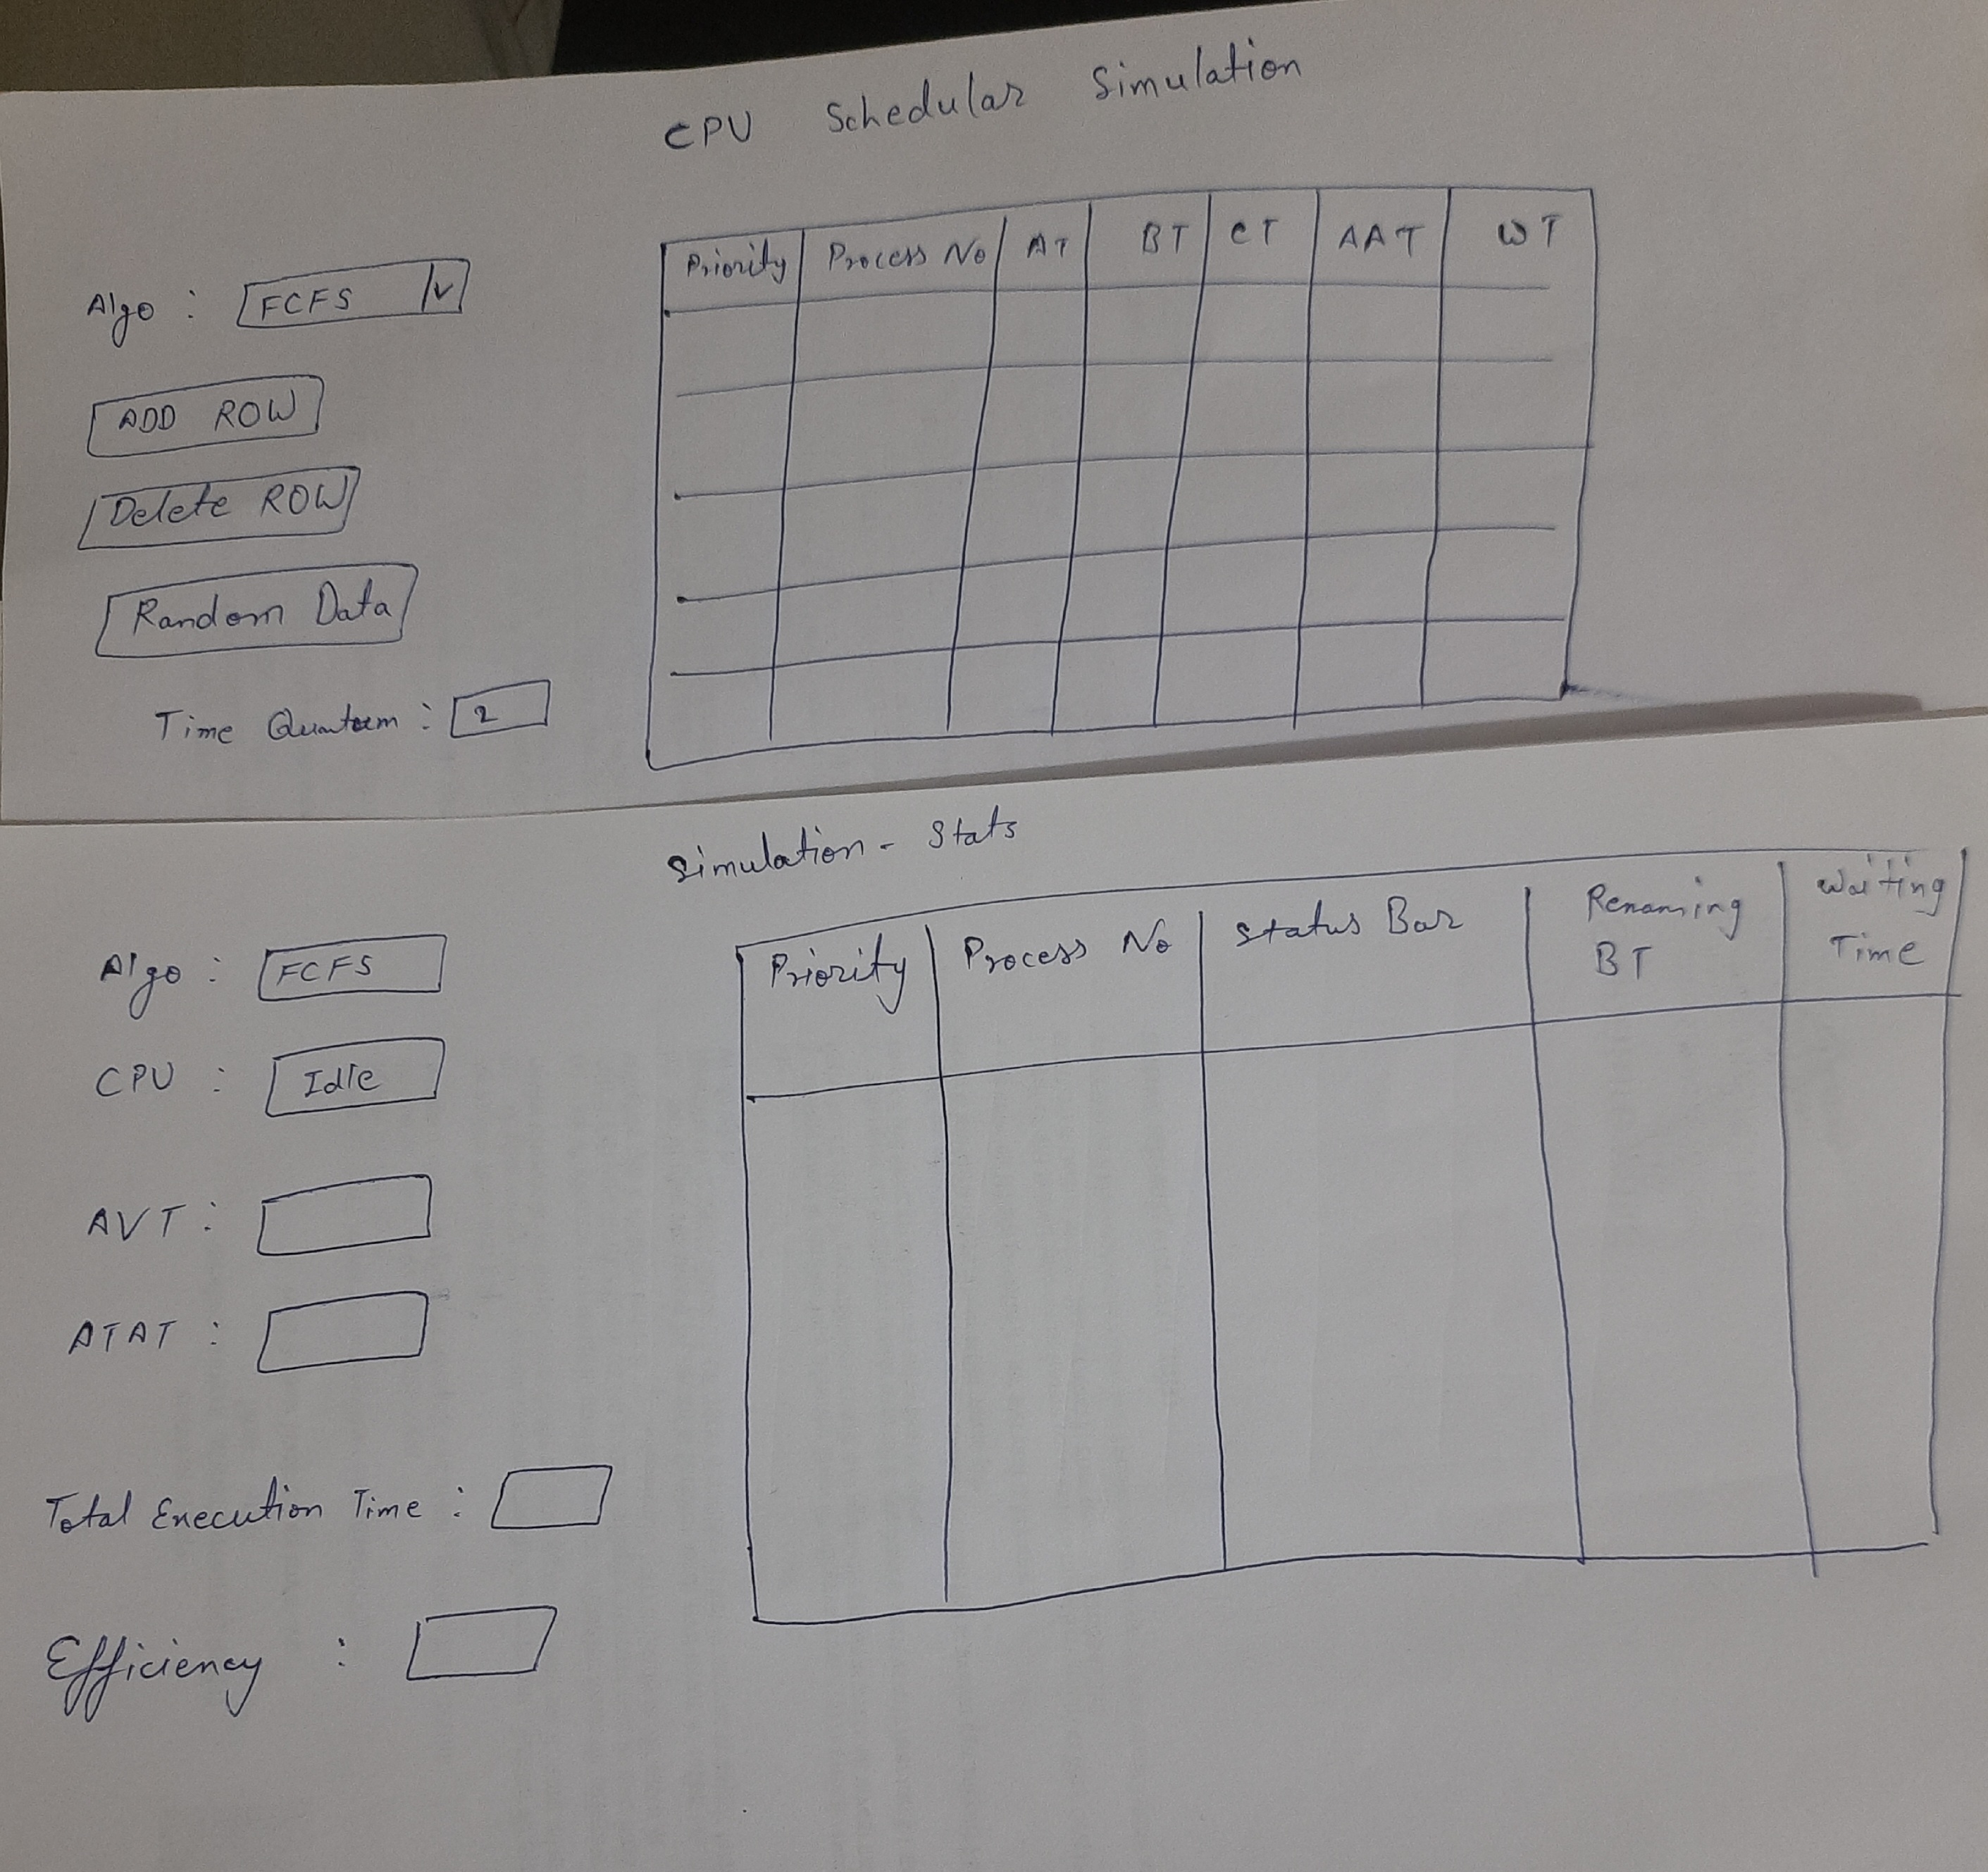 CPU Schedular Simulation
Priority Process No AT BT CT AAT WT
Algo : FCFS
ADD ROW
Delete ROW
Random Data
Time Quantum : 2
Simulation - Stats
Priority Process No Status Bar Remaning BT Waiting Time
Algo : FCFS
CPU : Idle
AVT :
ATAT :
Total Execution Time :
Efficiency :